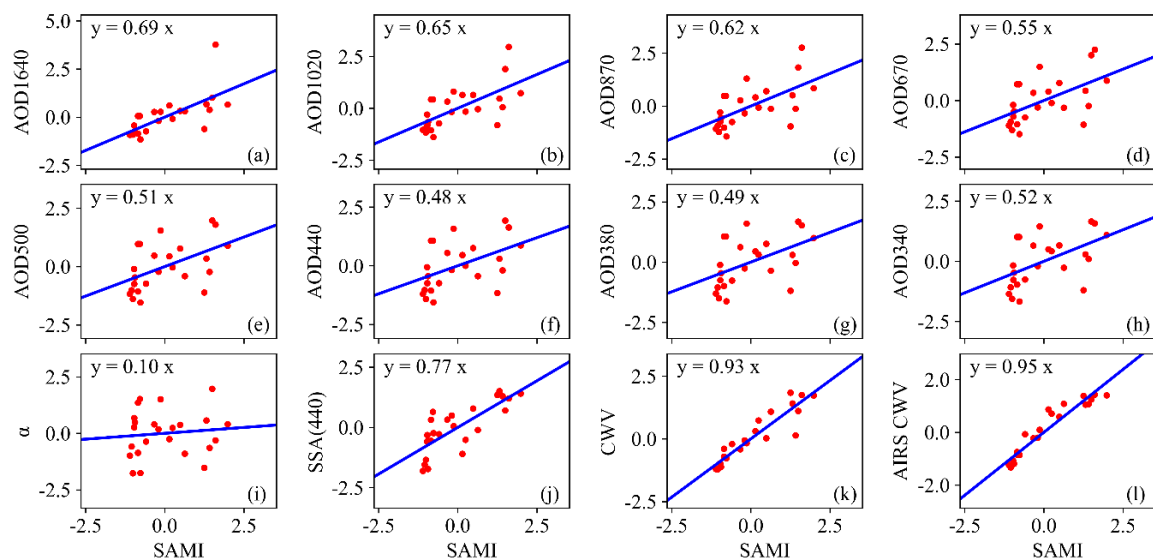 y = 0.69 x
y = 0.65 x
y = 0.62 x
y = 0.55 x
5.0
2.5
0.0
-2.5
AOD1640
(a)
2.5
0.0
-2.5
AOD1020
(b)
2.5
0.0
-2.5
AOD870
(c)
2.5
0.0
-2.5
AOD670
(d)
y = 0.51 x
y = 0.48 x
y = 0.49 x
y = 0.52 x
2.5
0.0
-2.5
AOD500
(e)
2.5
0.0
-2.5
AOD440
(f)
2.5
0.0
-2.5
AOD380
(g)
2.5
0.0
-2.5
AOD340
(h)
y = 0.10 x
y = 0.77 x
y = 0.93 x
y = 0.95 x
2.5
0.0
-2.5
α
(i)
2.5
0.0
-2.5
SSA(440)
(j)
2.5
0.0
-2.5
CWV
(k)
2.0
0.0
-2.0
AIRS CWV
(l)
-2.5 0.0 2.5
-2.5 0.0 2.5
-2.5 0.0 2.5
-2.5 0.0 2.5
SAMI
SAMI
SAMI
SAMI